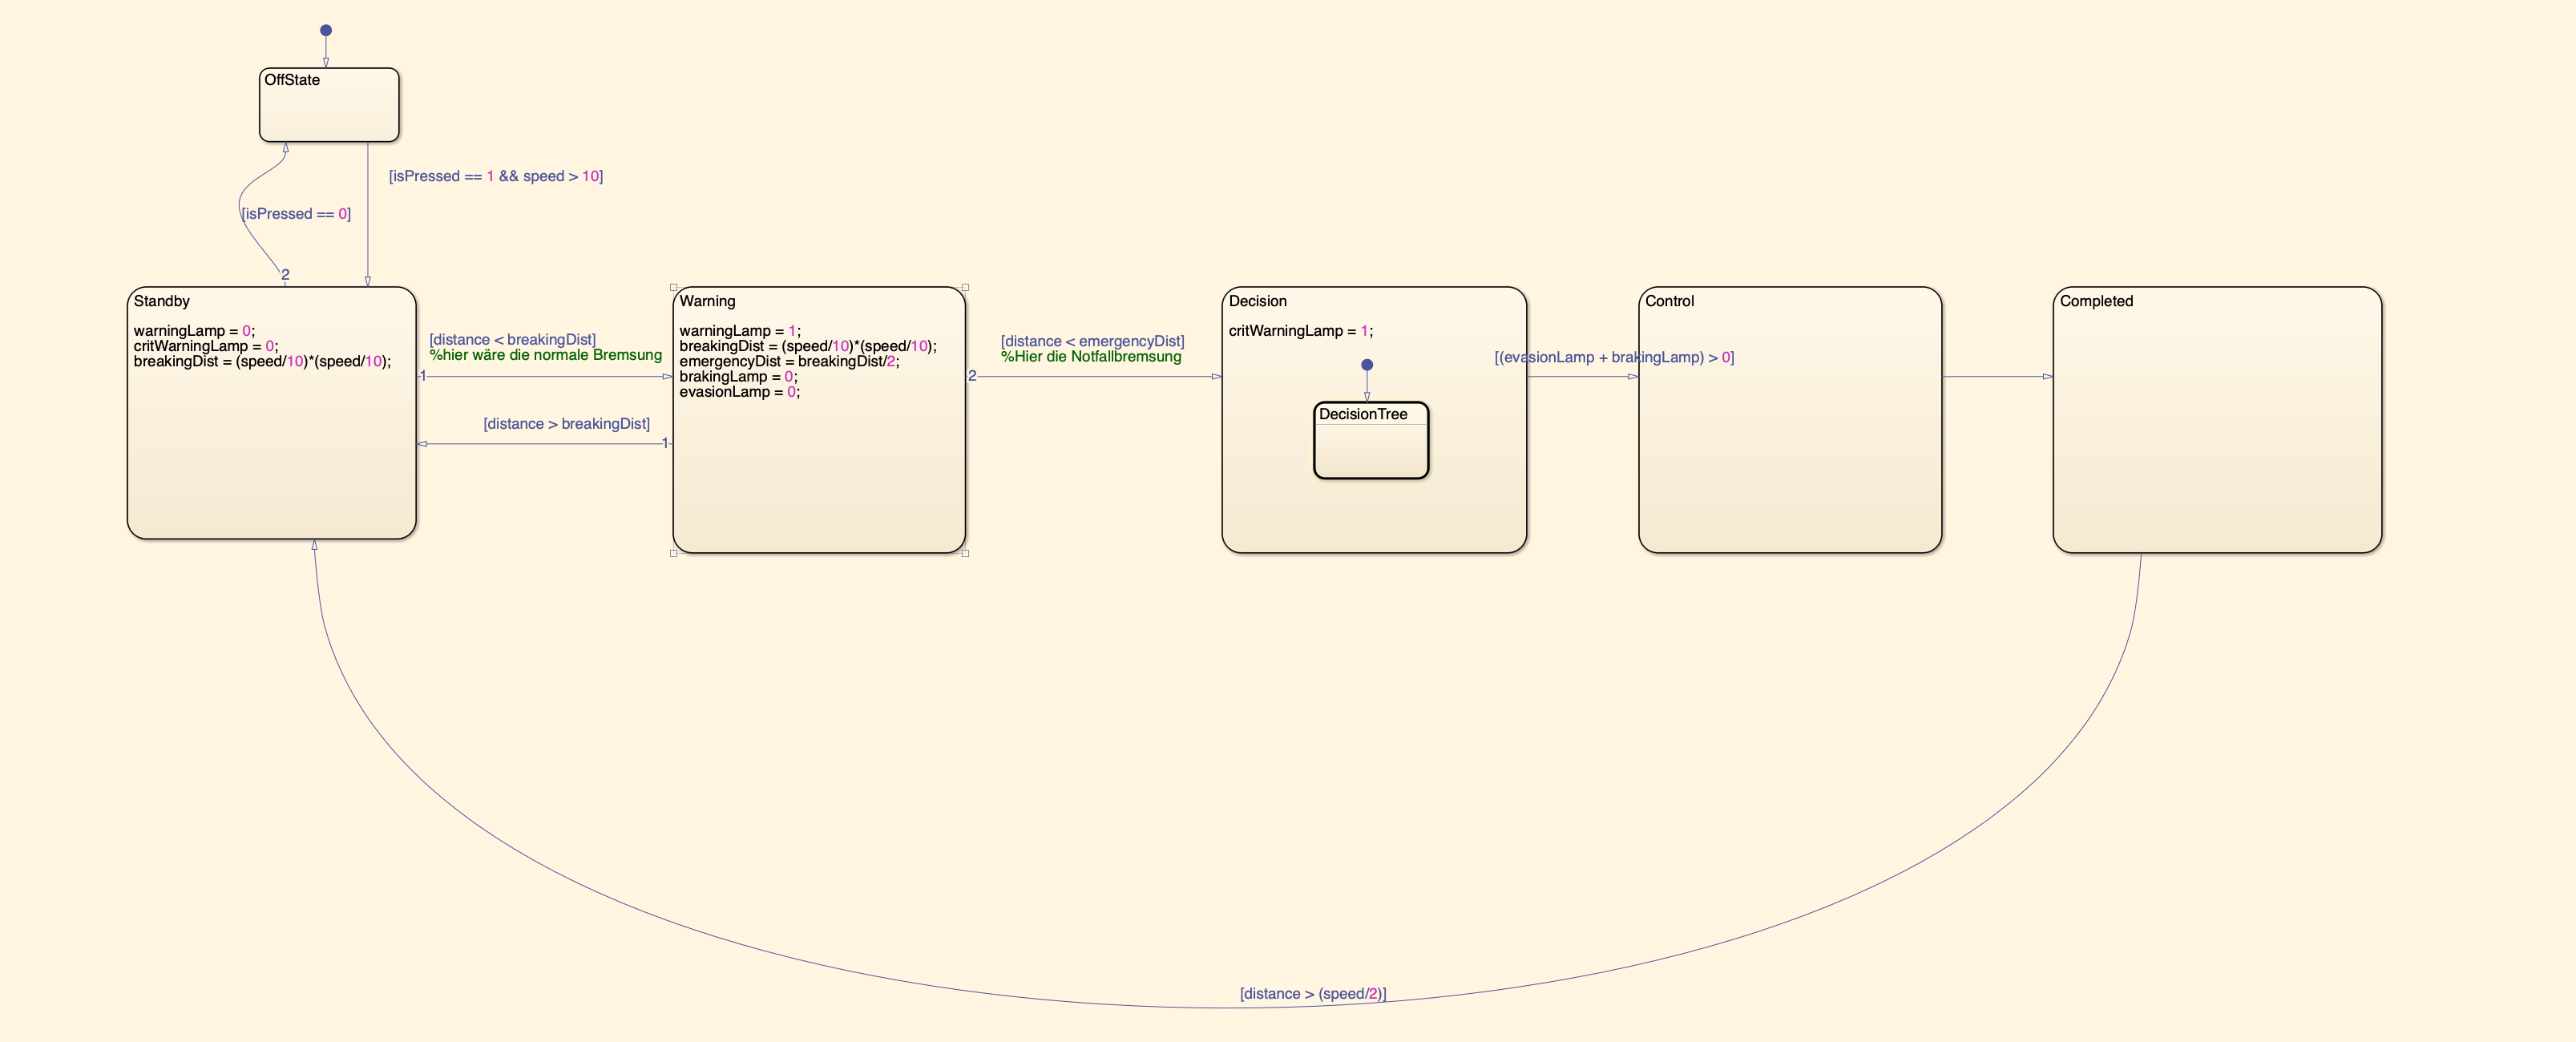 OffState
[isPressed == 1 && speed > 10]
[isPressed == 0]
2
Standby
warningLamp = 0;
critWarningLamp = 0;
breakingDist = (speed/10)*(speed/10);
[distance < breakingDist]
%hier wäre die normale Bremsung
1
[distance > breakingDist]
1
Warning
warningLamp = 1;
breakingDist = (speed/10)*(speed/10);
emergencyDist = breakingDist/2;
brakingLamp = 0;
evasionLamp = 0;
[distance < emergencyDist]
%Hier die Notfallbremsung
2
Decision
critWarningLamp = 1;
DecisionTree
[(evasionLamp + brakingLamp) > 0]
Control
Completed
[distance > (speed/2)]